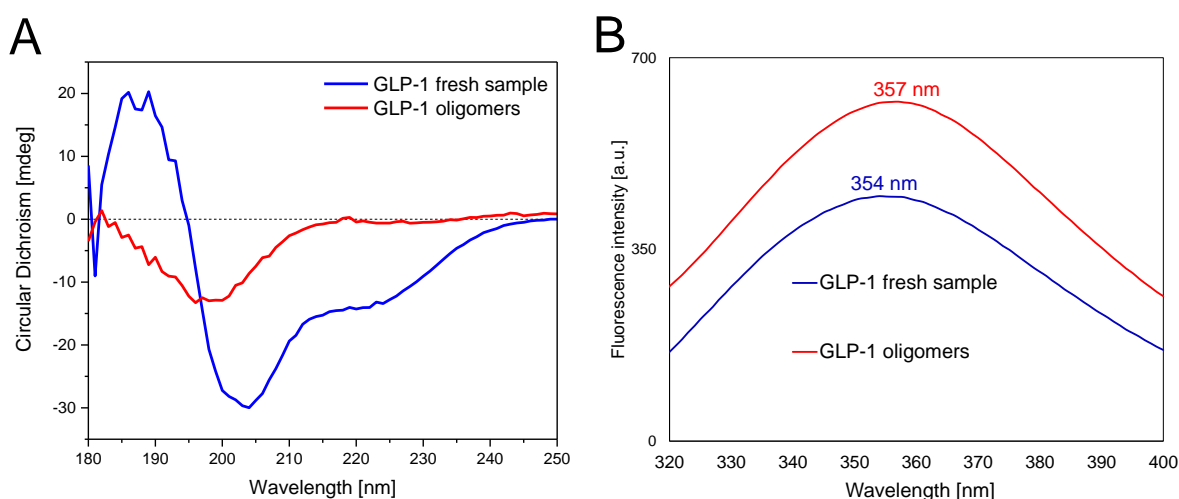 A
Circular Dichroism [mdeg]
20
10
0
-10
-20
-30
GLP-1 fresh sample
GLP-1 oligomers
180 190 200 210 220 230 240 250
Wavelength [nm]
B
Fluorescence intensity [a.u.]
700
350
0
357 nm
354 nm
GLP-1 fresh sample
GLP-1 oligomers
320 330 340 350 360 370 380 390 400
Wavelength [nm]